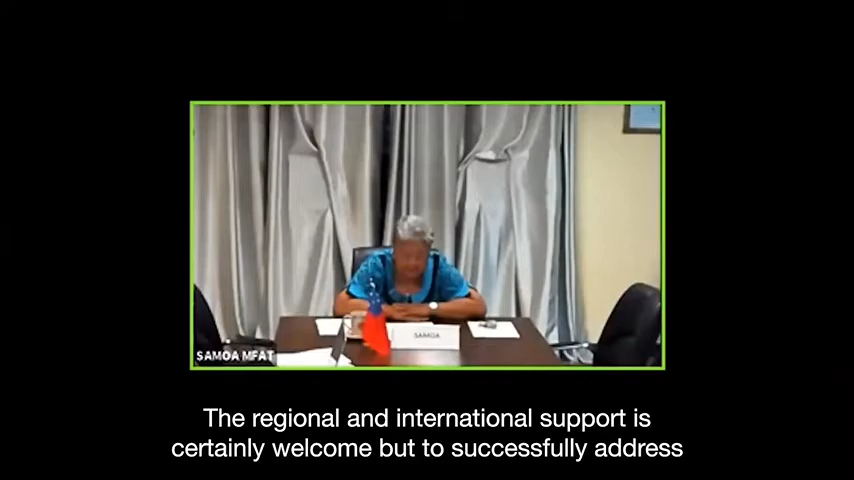 SAMOA
SAMOA MFAT
The regional and international support is
certainly welcome but to successfully address